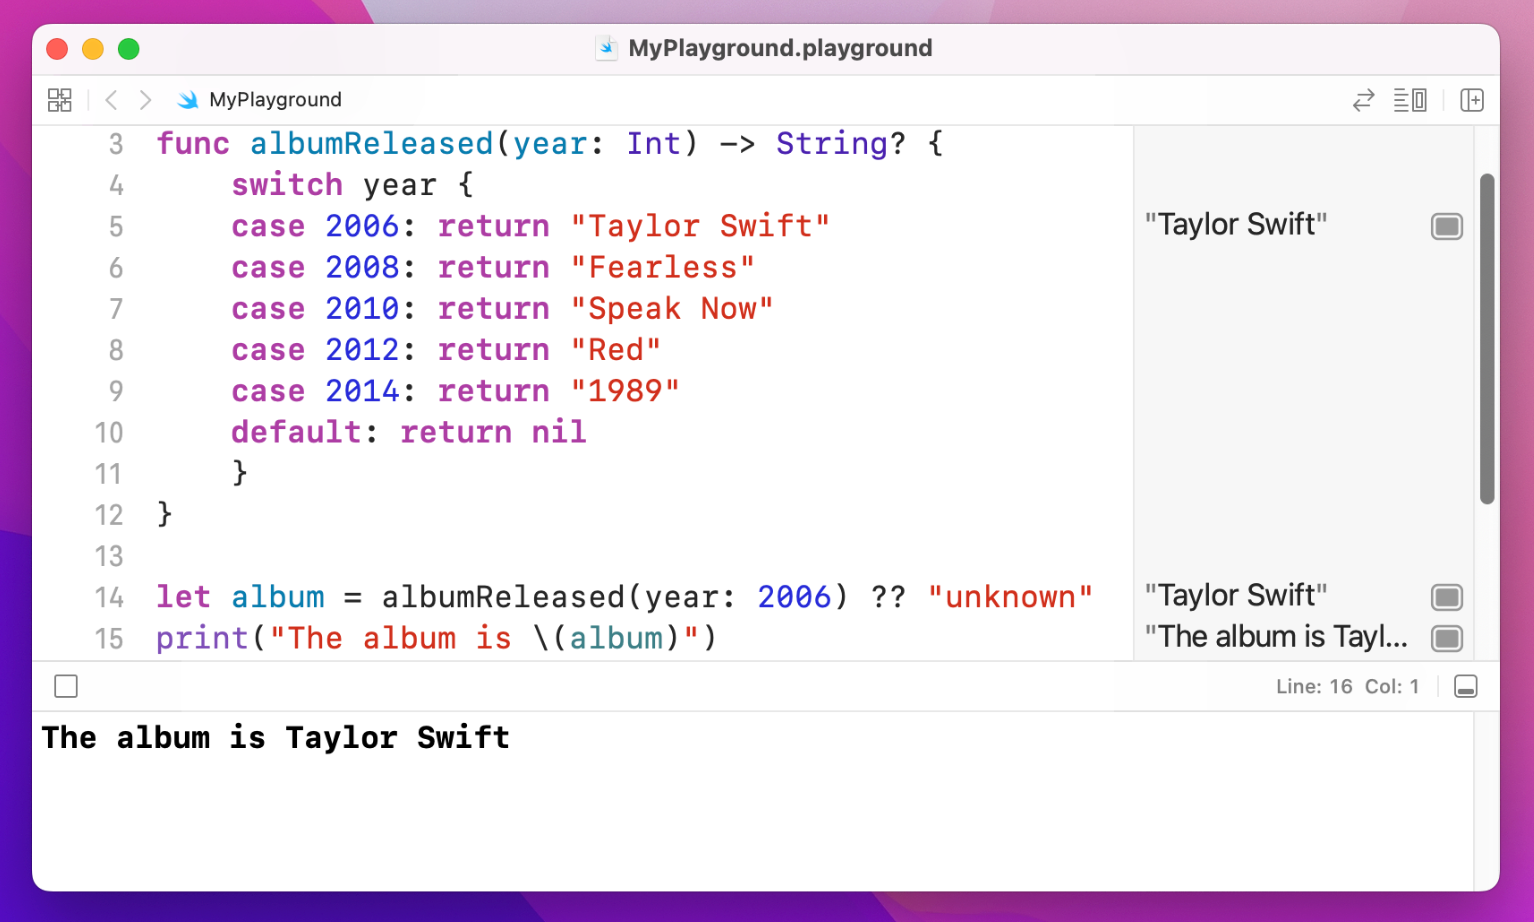 MyPlayground.playground
MyPlayground
3 func albumReleased(year: Int) -> String? {
4 switch year {
5 case 2006: return "Taylor Swift" "Taylor Swift"
6 case 2008: return "Fearless"
7 case 2010: return "Speak Now"
8 case 2012: return "Red"
9 case 2014: return "1989"
10 default: return nil
11 }
12 }
13
14 let album = albumReleased(year: 2006) ?? "unknown" "Taylor Swift"
15 print("The album is \(album)") "The album is Tayl...
Line: 16 Col: 1
The album is Taylor Swift